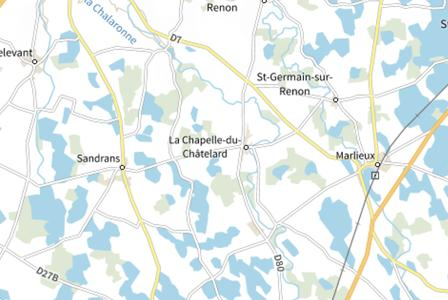 Renon
la Chalaronne
D7
elevant
St-Germain-sur-
Renon
La Chapelle-du-
Châtelard
Sandrans
Marlieux
D27B
D80